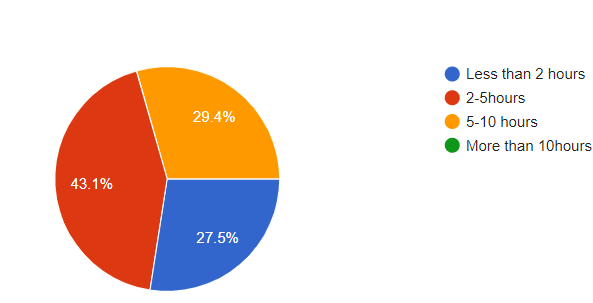 29.4%
43.1%
27.5%
Less than 2 hours
2-5hours
5-10 hours
More than 10hours